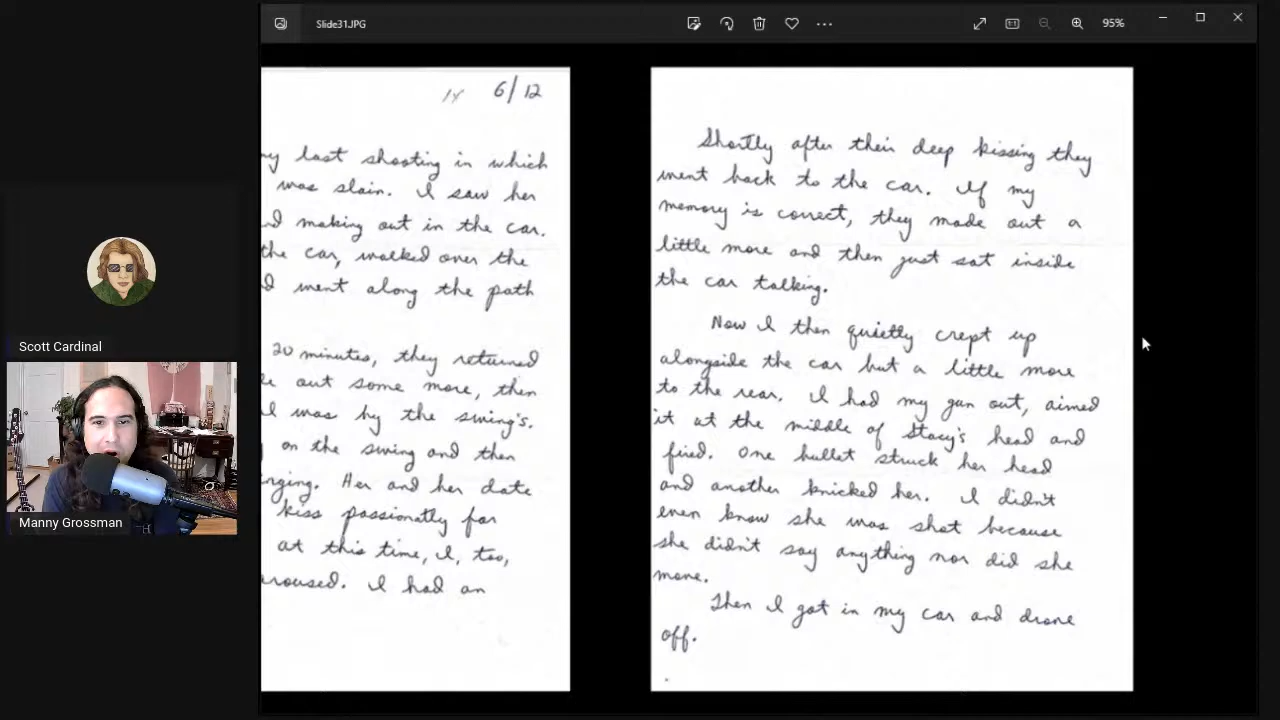 Slide31.JPG
95%
Scott Cardinal
Manny Grossman
14 6/12
my last shooting in which
was slain. I saw her
making out in the car.
the car, walked over the
I went along the path
20 minutes, they returned
out some more, then
I was by the swing's.
on the swing and then
Her and her date
kiss passionatly for
at this time, I, too,
aroused. I had an
Shortly after their deep kissing they
went back to the car. If my
memory is correct, they made out a
little more and then just sat inside
the car talking.
Now I then quietly crept up
alongside the car but a little more
to the rear. I had my gun out, aimed
it at the middle of Stacy's head and
fired. One bullet struck her head
and another knicked her. I didn't
even know she was shot because
she didn't say anything nor did she
move.
Then I got in my car and drove
off.